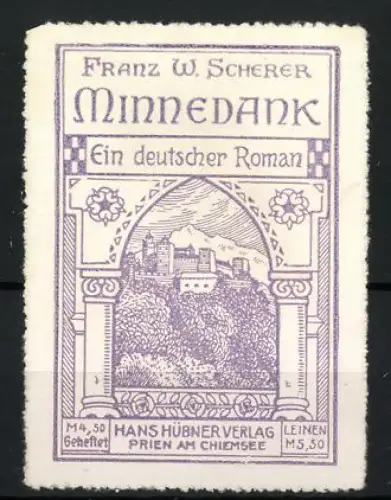 FRANZ W. SCHERER
MINNEDANK
Ein deutscher Roman
M 4,50
Geheftet
HANS HÜBNER VERLAG
PRIEN AM CHIEMSEE
LEINEN
M 5,50